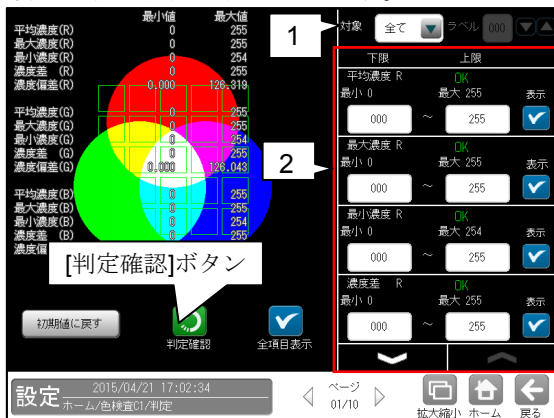 最小値 最大値
平均濃度(R) 0 255
最大濃度(R) 0 255
最小濃度(R) 0 254
濃度差 (R) 0 255
濃度偏差(R) 0.000 126.318
平均濃度(G) 0 255
最大濃度(G) 0 255
最小濃度(G) 0 254
濃度差 (G) 0 255
濃度偏差(G) 0.000 126.043
平均濃度(B) 0 255
最大濃度(B) 0 255
最小濃度(B) 0 254
濃度差 (B) 0 255
濃度偏
[判定確認]ボタン
初期値に戻す
判定確認
全項目表示
1
対象 全て ラベル 000
2
下限 上限
平均濃度 R OK
最小 0 最大 255 表示
000 ~ 255
最大濃度 R OK
最小 0 最大 255 表示
000 ~ 255
最小濃度 R OK
最小 0 最大 254 表示
000 ~ 255
濃度差 R OK
最小 0 最大 255 表示
000 ~ 255
設定 2015/04/21 17:02:34
ホーム/色検査C1/判定
ページ
01/10
拡大縮小 ホーム 戻る